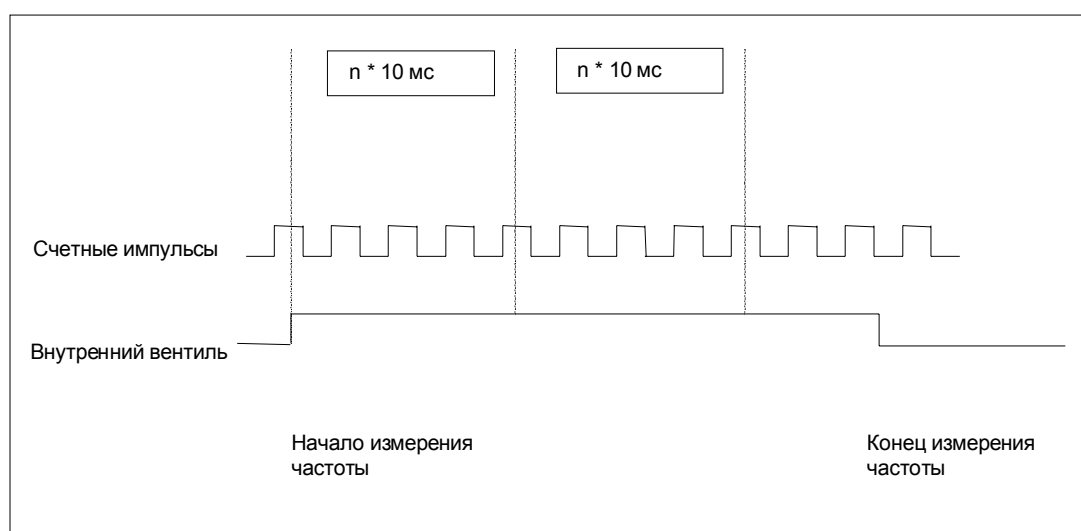 n * 10 мс
n * 10 мс
Счетные импульсы
Внутренний вентиль
Начало измерения
частоты
Конец измерения
частоты